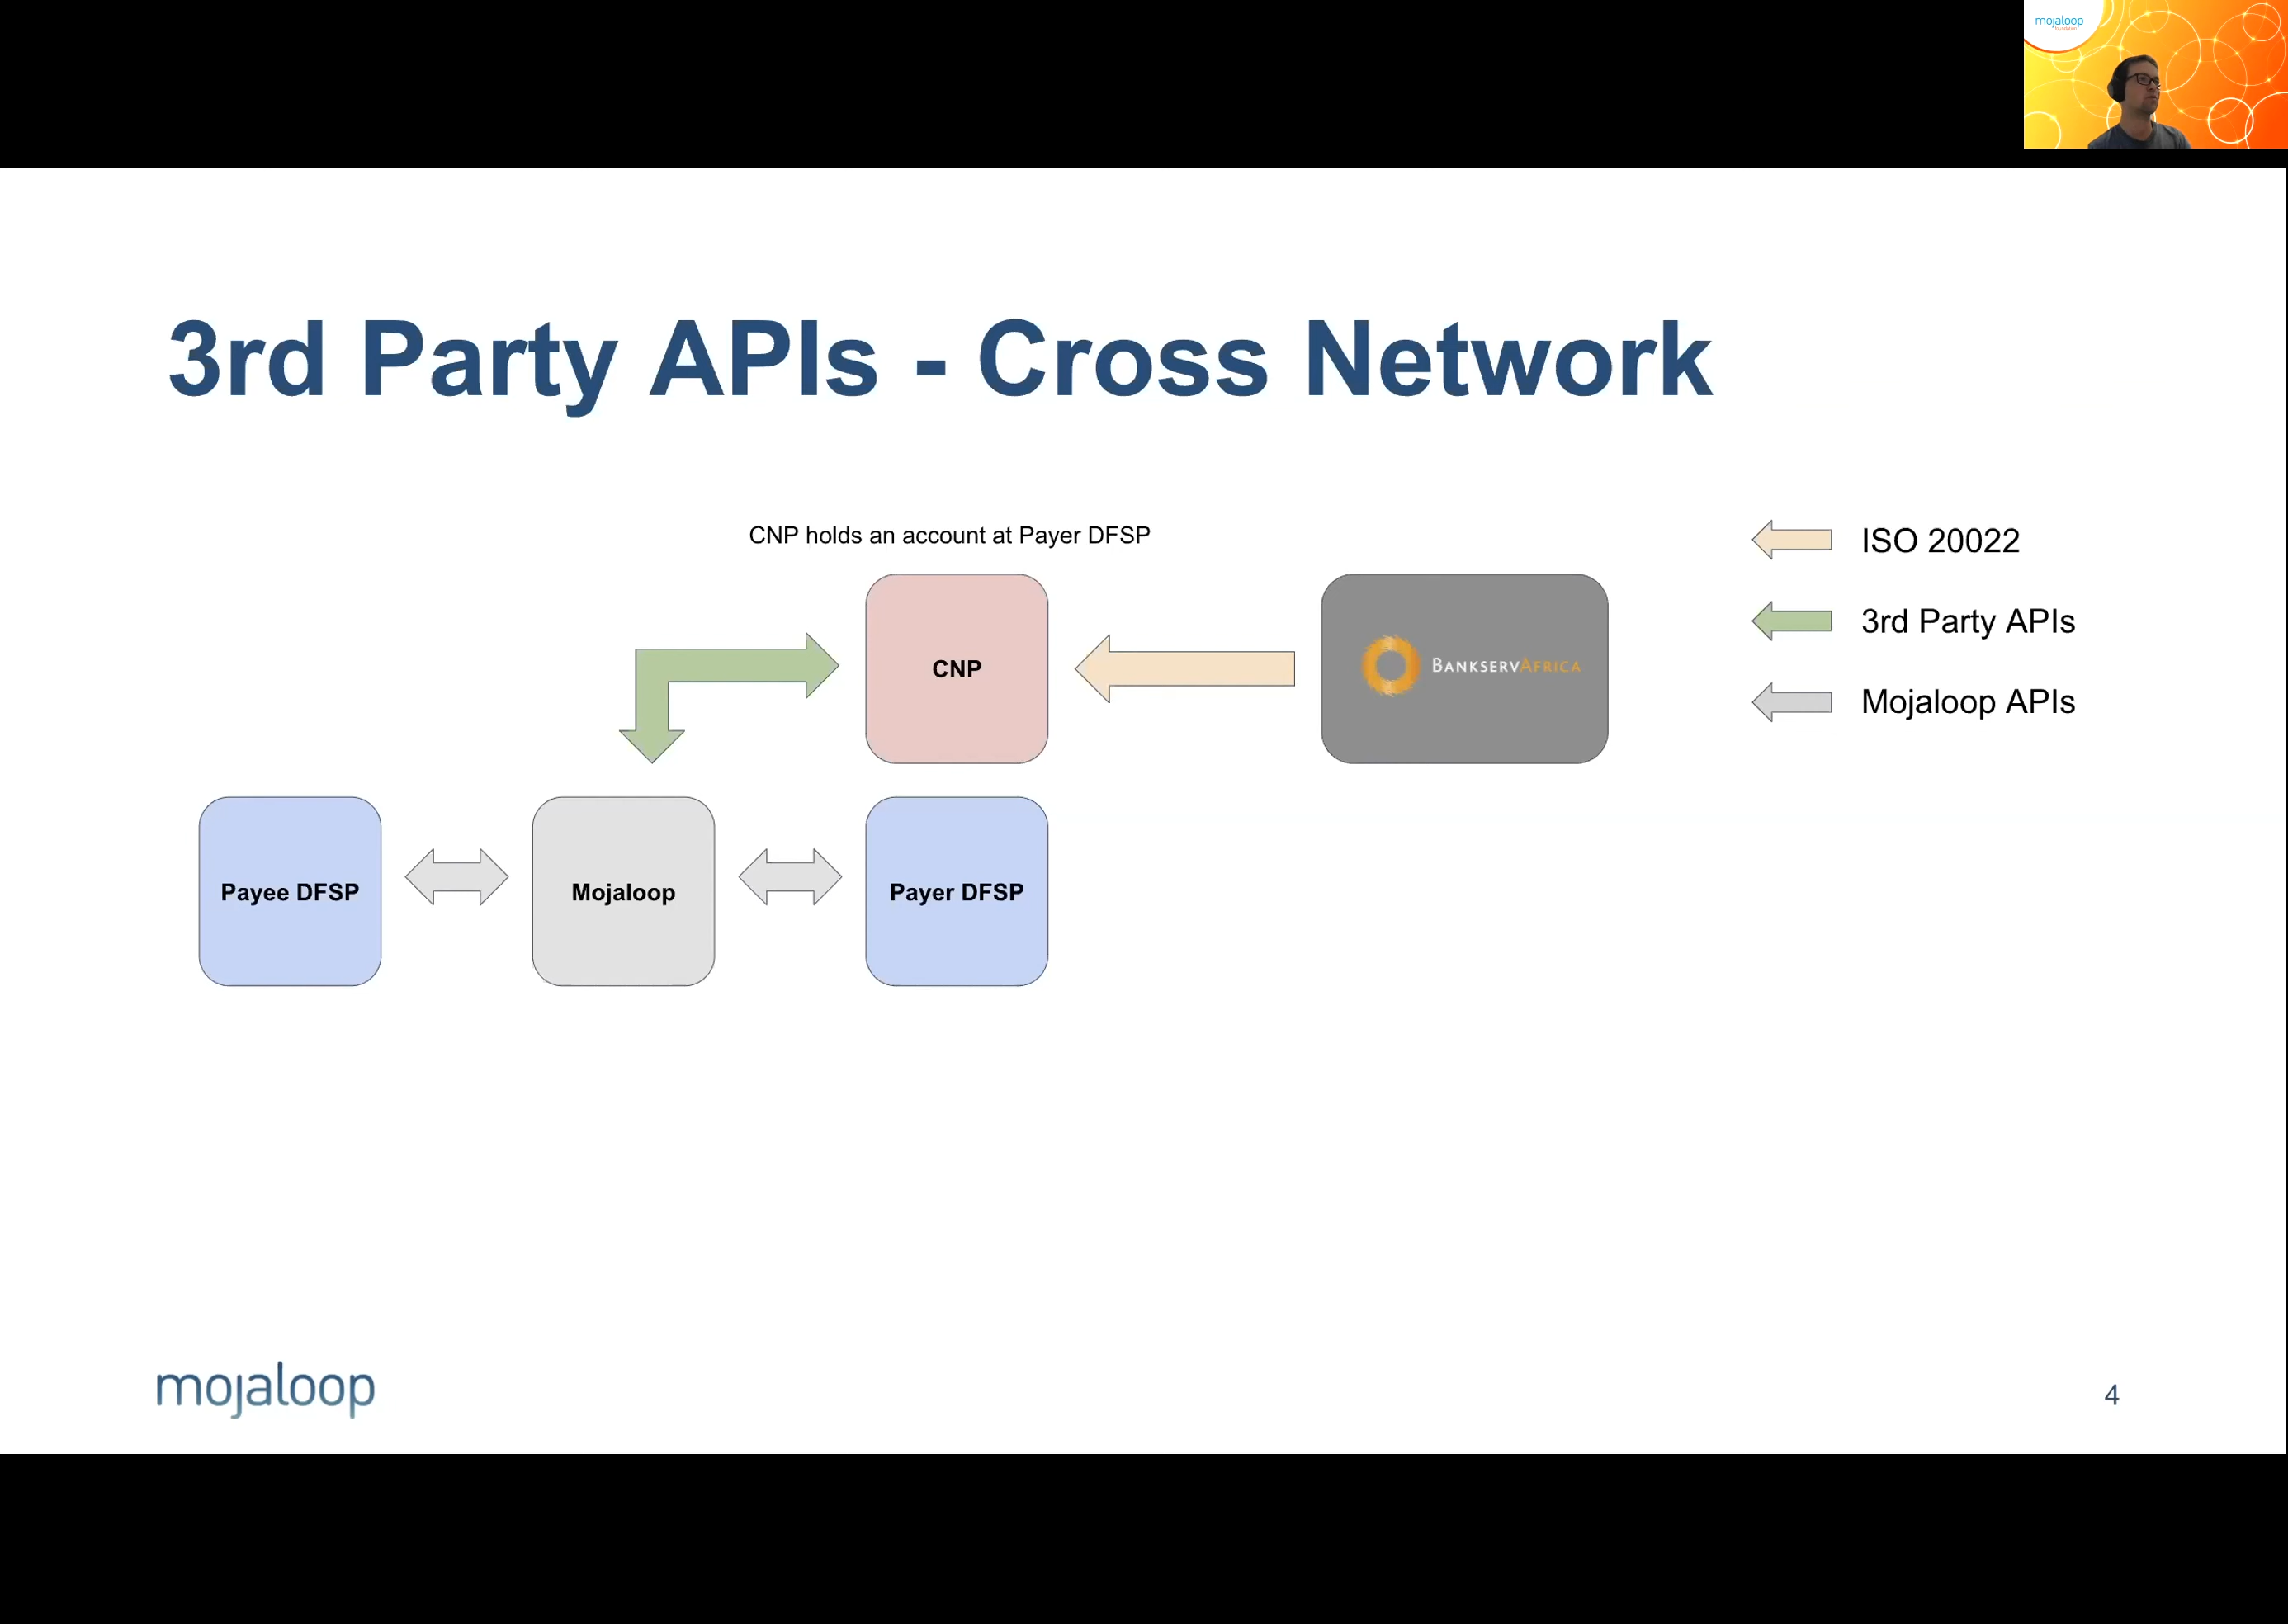 mojaloop
3rd Party APIs - Cross Network
CNP holds an account at Payer DFSP
ISO 20022
3rd Party APIs
Mojaloop APIs
CNP
BANKSERVAFRICA
Payee DFSP
Mojaloop
Payer DFSP
mojaloop
4